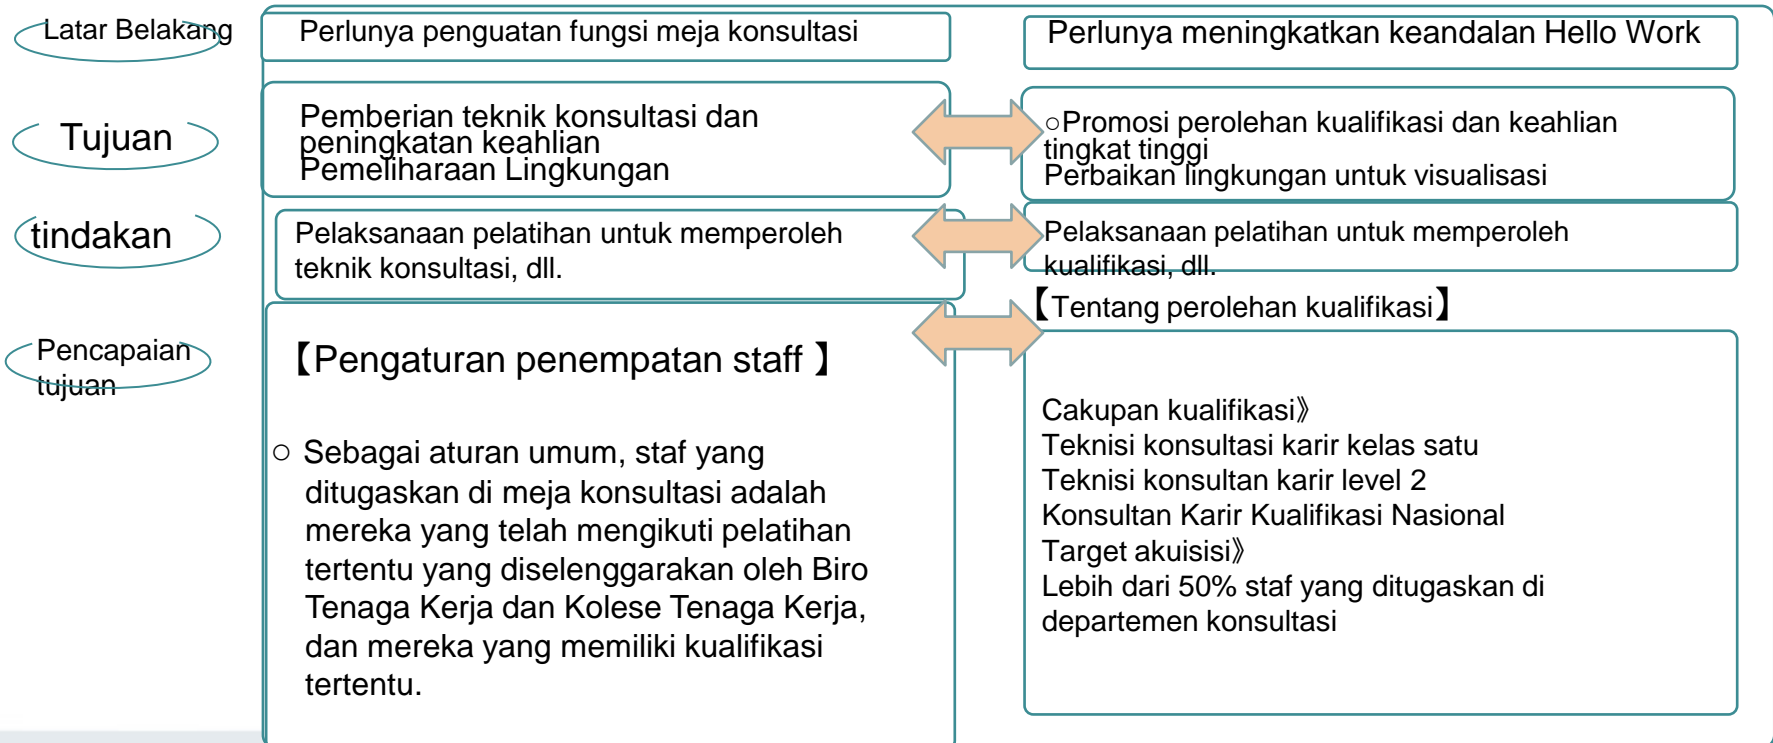 Latar Belakang
Perlunya penguatan fungsi meja konsultasi
Perlunya meningkatkan keandalan Hello Work
Tujuan
Pemberian teknik konsultasi dan
peningkatan keahlian
Pemeliharaan Lingkungan
○Promosi perolehan kualifikasi dan keahlian
tingkat tinggi
Perbaikan lingkungan untuk visualisasi
tindakan
Pelaksanaan pelatihan untuk memperoleh
teknik konsultasi, dll.
Pelaksanaan pelatihan untuk memperoleh
kualifikasi, dll.
Pencapaian
tujuan
【Pengaturan penempatan staff 】
○ Sebagai aturan umum, staf yang
ditugaskan di meja konsultasi adalah
mereka yang telah mengikuti pelatihan
tertentu yang diselenggarakan oleh Biro
Tenaga Kerja dan Kolese Tenaga Kerja,
dan mereka yang memiliki kualifikasi
tertentu.
【Tentang perolehan kualifikasi】
Cakupan kualifikasi》
Teknisi konsultasi karir kelas satu
Teknisi konsultan karir level 2
Konsultan Karir Kualifikasi Nasional
Target akuisisi》
Lebih dari 50% staf yang ditugaskan di
departemen konsultasi